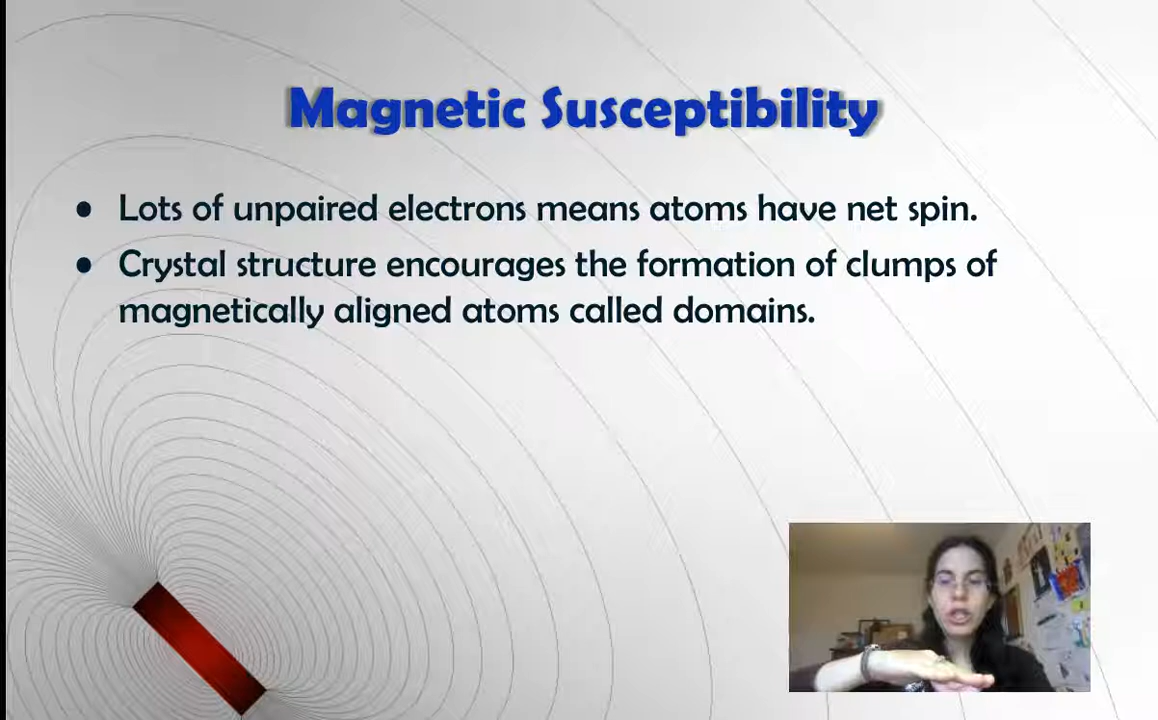 Magnetic Susceptibility
• Lots of unpaired electrons means atoms have net spin.
• Crystal structure encourages the formation of clumps of
magnetically aligned atoms called domains.